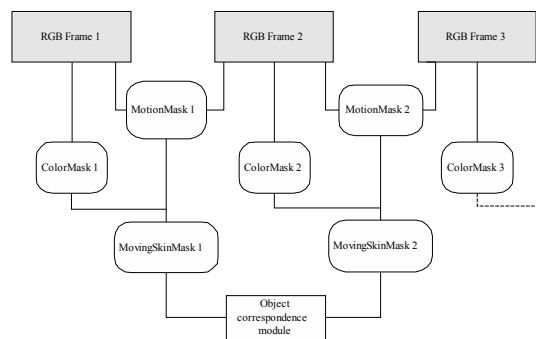 RGB Frame 1
RGB Frame 2
RGB Frame 3
MotionMask 1
MotionMask 2
ColorMask 1
ColorMask 2
ColorMask 3
MovingSkinMask 1
MovingSkinMask 2
Object
correspondence
module